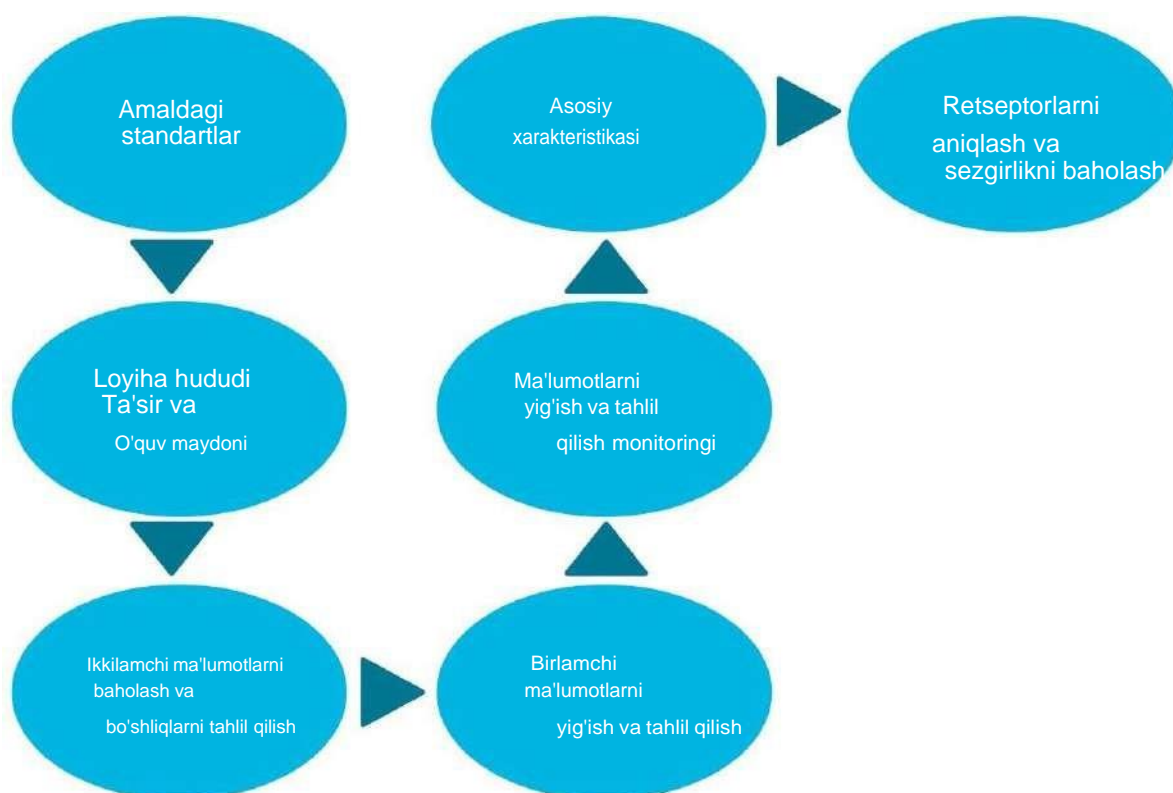 Amaldagi
standartlar
Loyiha hududi
Ta'sir va
O'quv maydoni
Ikkilamchi ma'lumotlarni
baholash va
bo'shliqlarni tahlil qilish
Birlamchi
ma'lumotlarni
yig'ish va tahlil qilish
Ma'lumotlarni
yig'ish va tahlil
qilish monitoringi
Asosiy
xarakteristikasi
Retseptorlarni
aniqlash va
sezgirlikni baholash